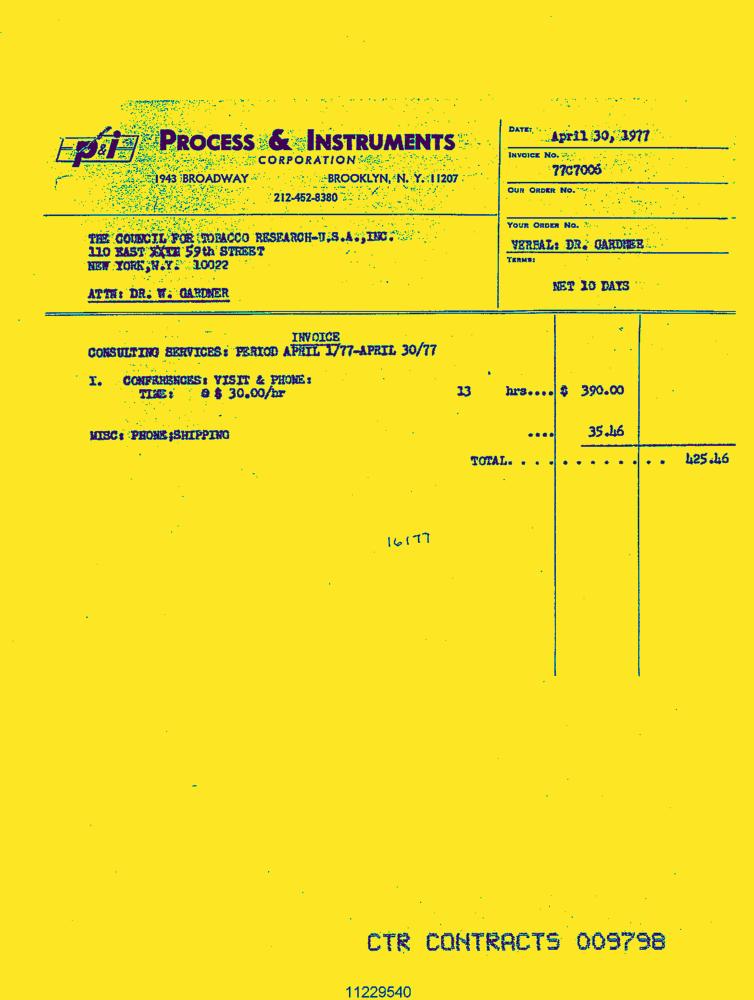 p&i PROCESS & INSTRUMENTS
CORPORATION
1943 BROADWAY BROOKLYN, N. Y. 11207
212-452-8380
DATE: April 30, 1977
INVOICE NO.
77C7006
OUR ORDER NO.
YOUR ORDER NO.
VERBAL: DR. GARDNER
TERMS:
NET 10 DAYS
THE COUNCIL FOR TOBACCO RESEARCH-U.S.A.,INC.
110 EAST 59th STREET
NEW YORK,N.Y. 10022
ATTN: DR. W. GARDNER
INVOICE
CONSULTING SERVICES: PERIOD APRIL 1/77-APRIL 30/77
I. CONFERENCES: VISIT & PHONE:
TIME: @ $ 30.00/hr 13 hrs.... $ 390.00
MISC: PHONE;SHIPPING .... 35.46
TOTAL. . . . . . . . . . . . 425.46
16177
CTR CONTRACTS 009798
11229540